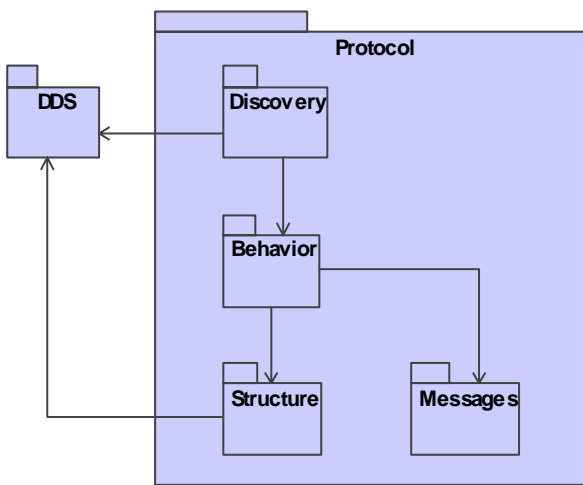 Protocol
DDS
Discovery
Behavior
Structure
Messages